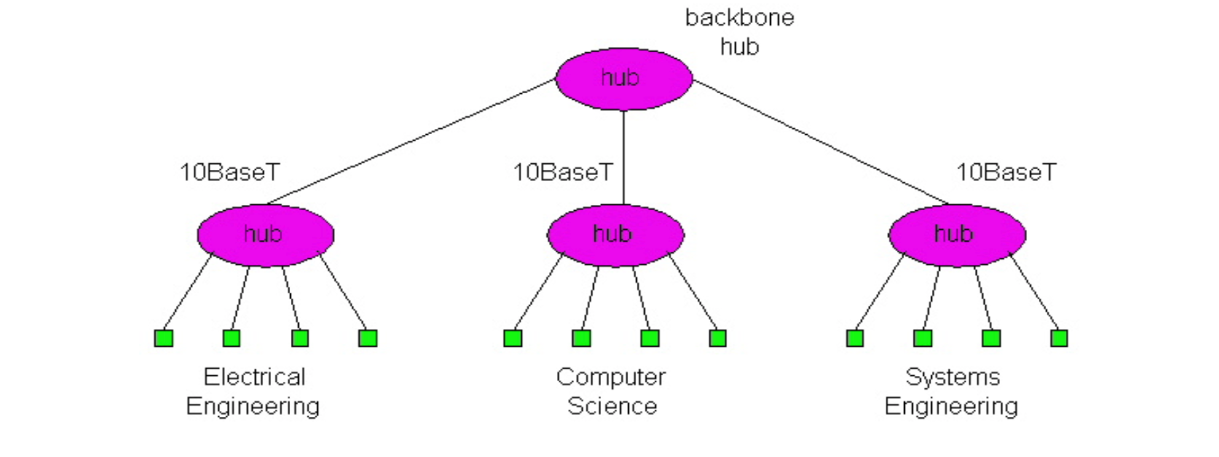 backbone
hub
hub
10BaseT
10BaseT
10BaseT
hub
hub
hub
Electrical
Engineering
Computer
Science
Systems
Engineering